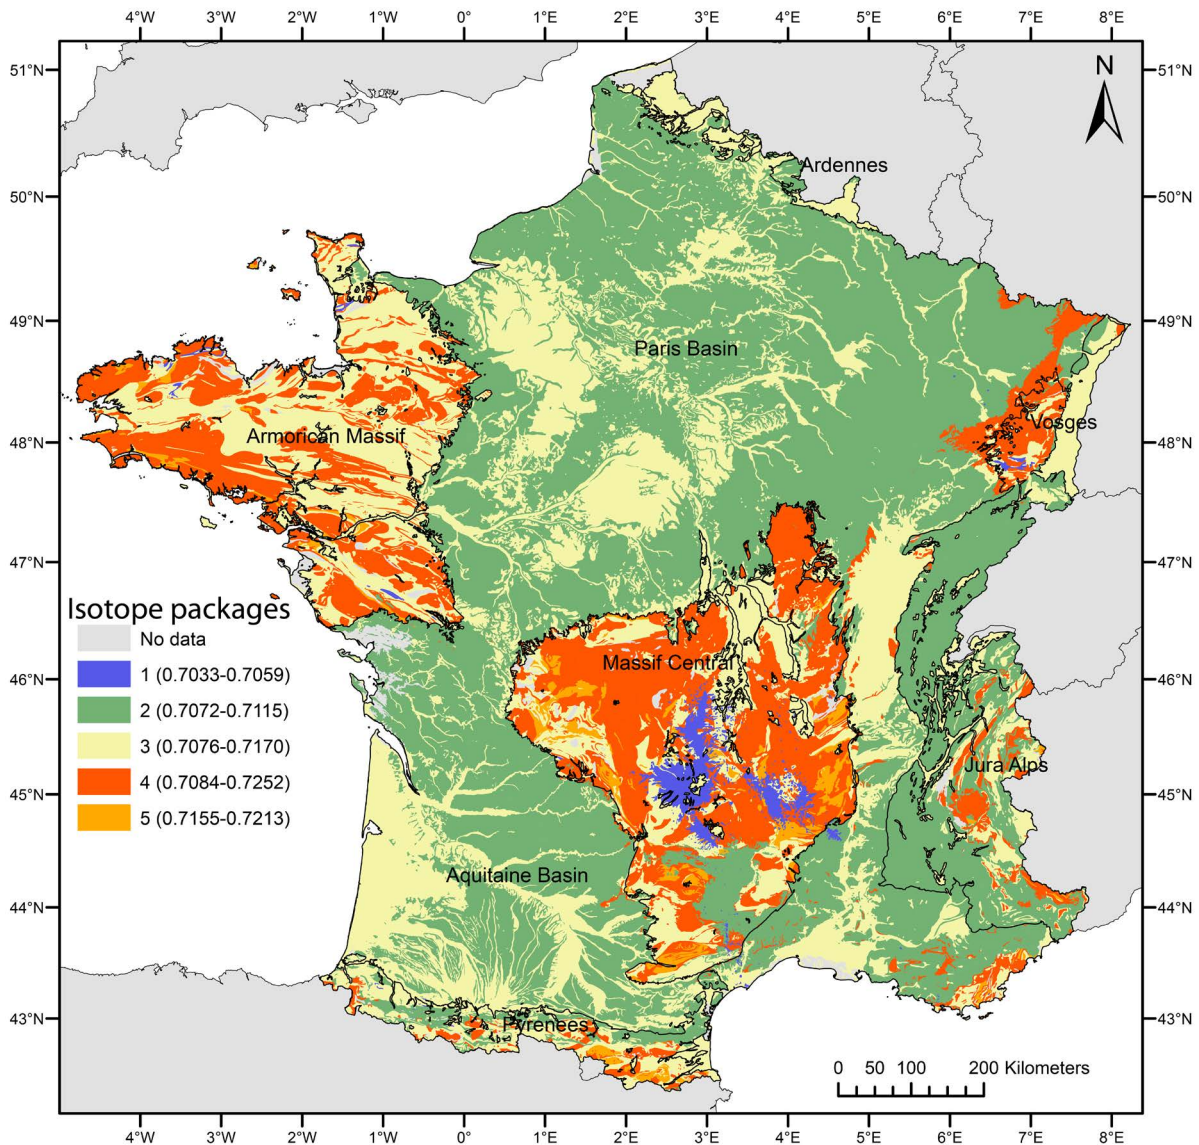 4°W 3°W 2°W 1°W 0° 1°E 2°E 3°E 4°E 5°E 6°E 7°E 8°E
51°N 51°N
N
Ardennes
50°N 50°N
49°N 49°N
Paris Basin
Vosges
Armorican Massif
48°N 48°N
47°N 47°N
Isotope packages
No data
Massif Central
1 (0.7033-0.7059)
46°N 46°N
2 (0.7072-0.7115)
3 (0.7076-0.7170)
Jura Alps
4 (0.7084-0.7252)
45°N 45°N
5 (0.7155-0.7213)
Aquitaine Basin
44°N 44°N
43°N 43°N
Pyrenees
0 50 100 200 Kilometers
4°W 3°W 2°W 1°W 0° 1°E 2°E 3°E 4°E 5°E 6°E 7°E 8°E